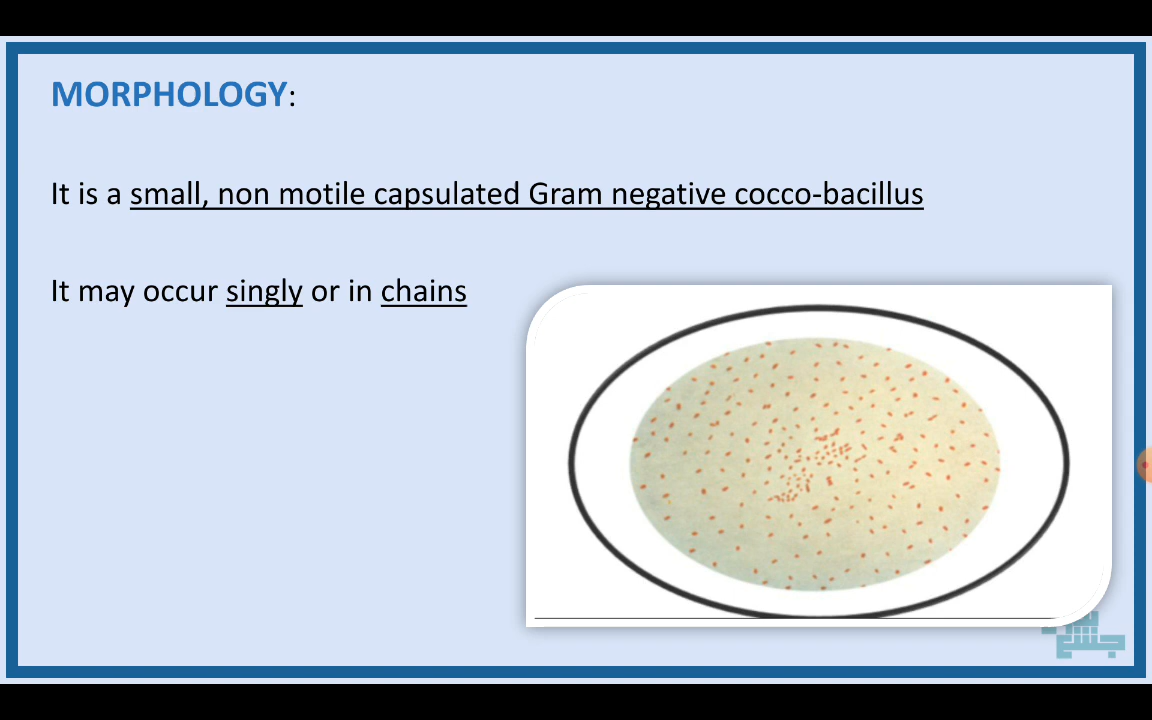 MORPHOLOGY:
It is a small, non motile capsulated Gram negative cocco-bacillus
It may occur singly or in chains